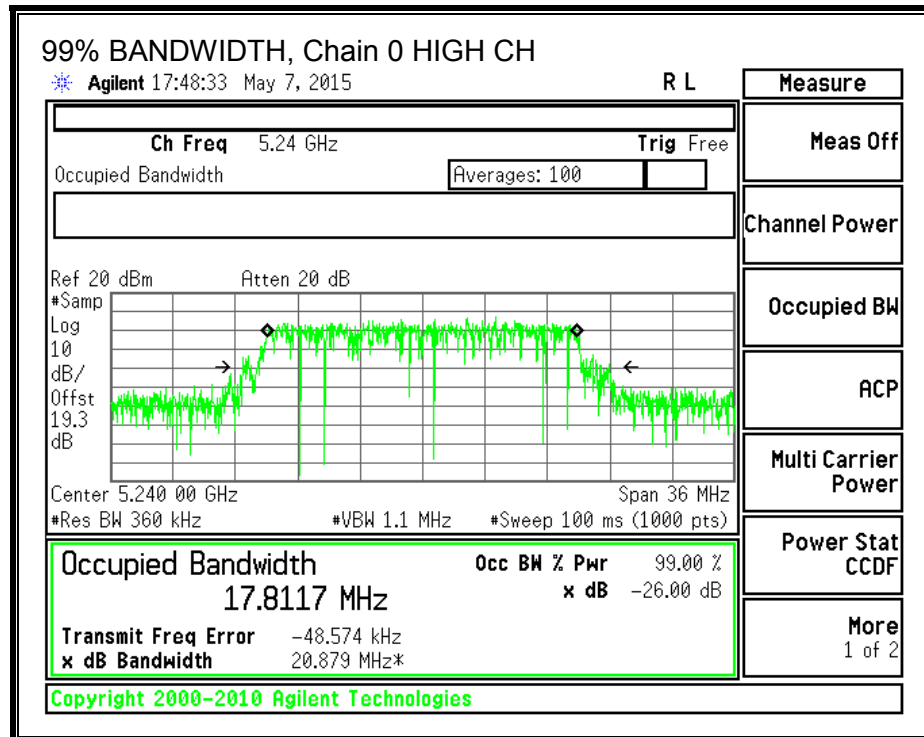 99% BANDWIDTH, Chain 0 HIGH CH
Agilent 17:48:33 May 7, 2015 R L
Measure
Ch Freq 5.24 GHz Trig Free
Meas Off
Occupied Bandwidth Averages: 100
Channel Power
Ref 20 dBm Atten 20 dB
#Samp
Log
10
dB/
Offst
19.3
dB
Occupied BW
ACP
Multi Carrier
Power
Center 5.240 00 GHz Span 36 MHz
#Res BW 360 kHz #VBW 1.1 MHz #Sweep 100 ms (1000 pts)
Power Stat
CCDF
Occupied Bandwidth Occ BW % Pwr 99.00 %
17.8117 MHz x dB -26.00 dB
Transmit Freq Error -48.574 kHz
x dB Bandwidth 20.879 MHz*
More
1 of 2
Copyright 2000-2010 Agilent Technologies